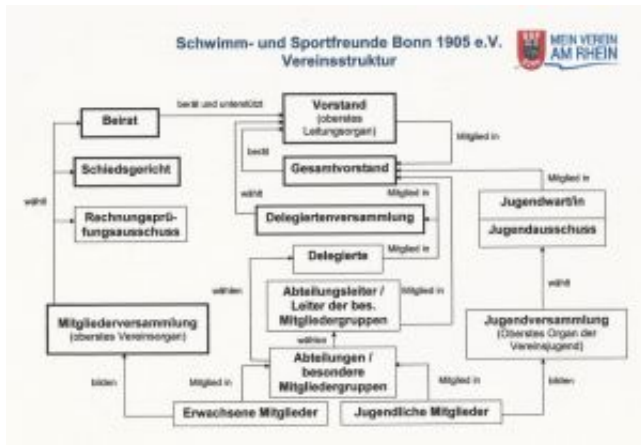 Schwimm- und Sportfreunde Bonn 1905 e.V.
Vereinsstruktur
MEIN VEREIN
AM RHEIN
Beirat
berät und unterstützt
Vorstand
(oberstes
Leitungsorgan)
Mitglied in
Schiedsgericht
berät
Gesamtvorstand
wählt
wählt
Mitglied in
Mitglied in
Rechnungsprü-
fungsausschuss
Delegiertenversammlung
Jugendwart/in
Jugendausschuss
Delegierte
Mitglied in
wählen
Abteilungsleiter /
Leiter der bes.
Mitgliedergruppen
Mitglied in
wählt
Mitgliederversammlung
(oberstes Vereinsorgan)
Jugendversammlung
(Oberstes Organ der
Vereinsjugend)
wählen
Abteilungen /
besondere
Mitgliedergruppen
bilden
Mitglied in
Mitglied in
bilden
Erwachsene Mitglieder
Jugendliche Mitglieder